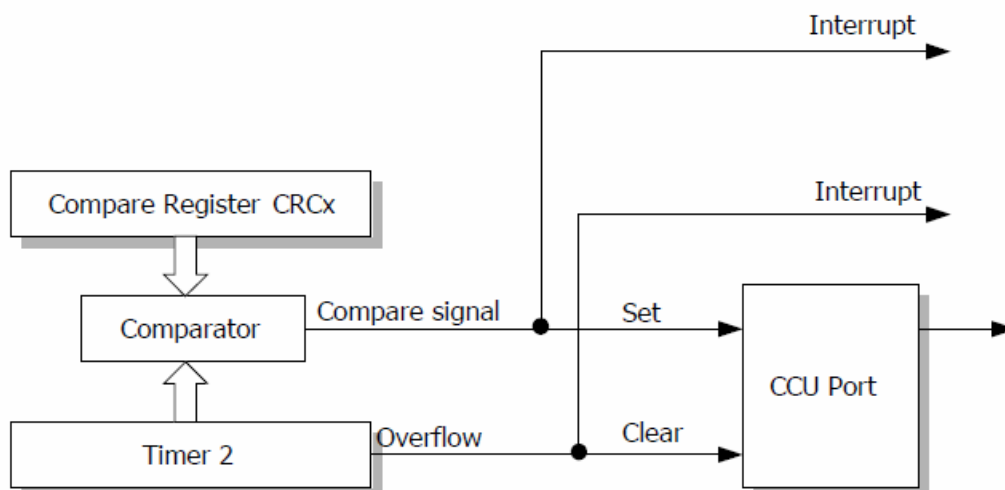 Interrupt
Compare Register CRCx
Interrupt
Comparator
Compare signal
Set
CCU Port
Timer 2
Overflow
Clear